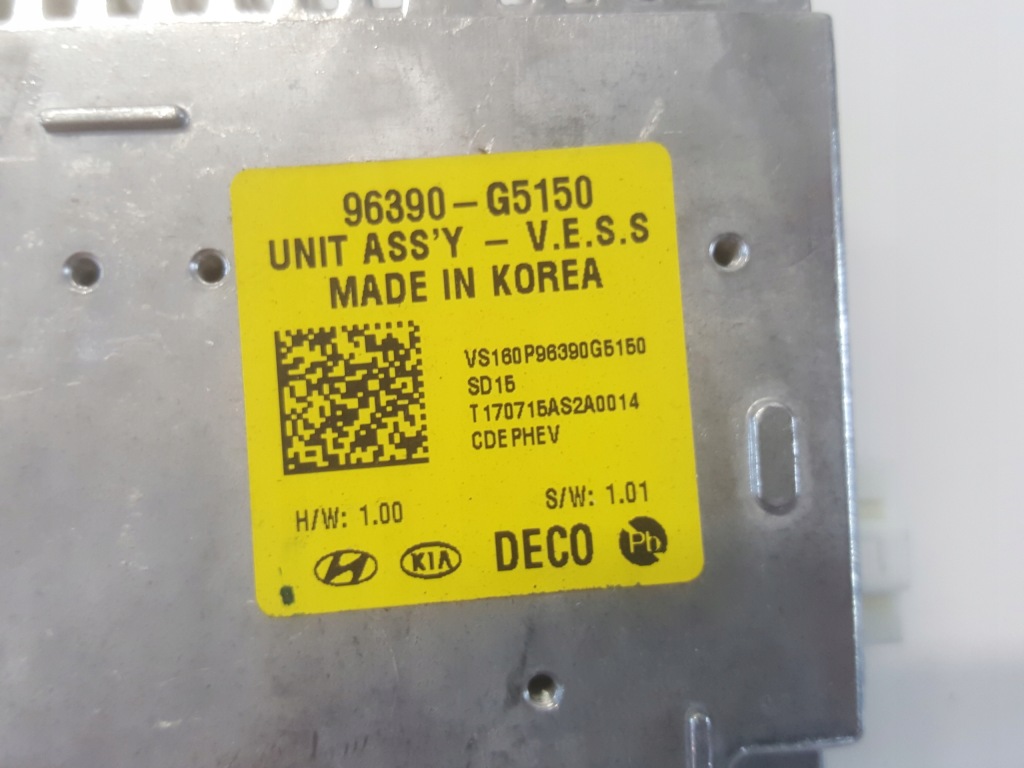 96390-G5150
UNIT ASS'Y - V.E.S.S
MADE IN KOREA
VS160P96390G5150
SD15
T170715AS2A0014
CDEPHEV
H/W: 1.00
S/W: 1.01
KIA
DECO
Pb